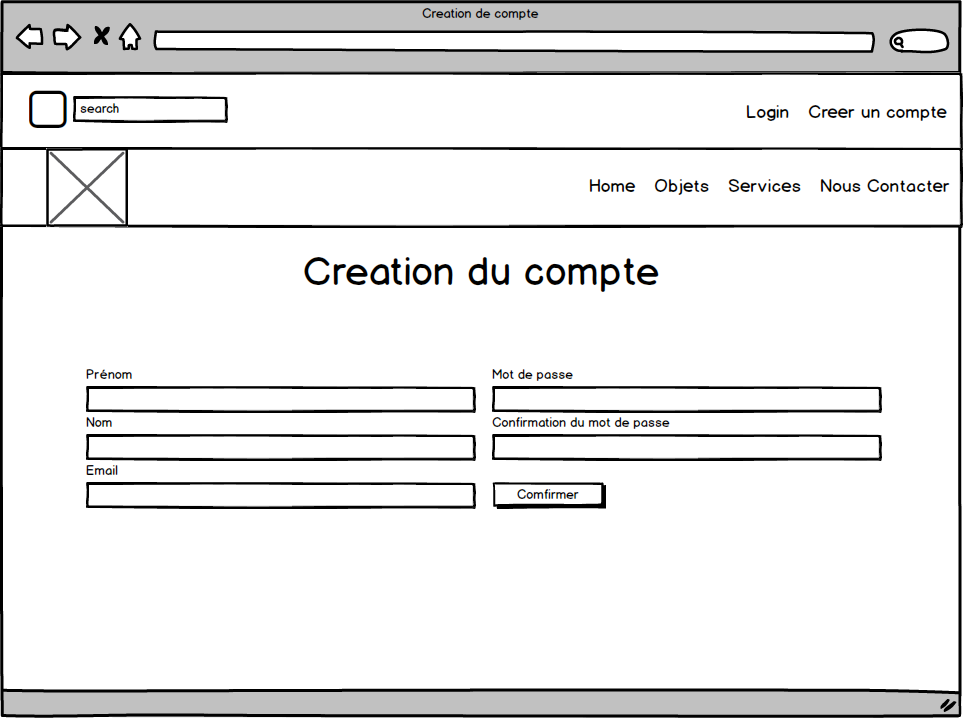 Creation de compte
search
Login Creer un compte
Home Objets Services Nous Contacter
Creation du compte
Prénom Mot de passe
Nom Confirmation du mot de passe
Email
Comfirmer